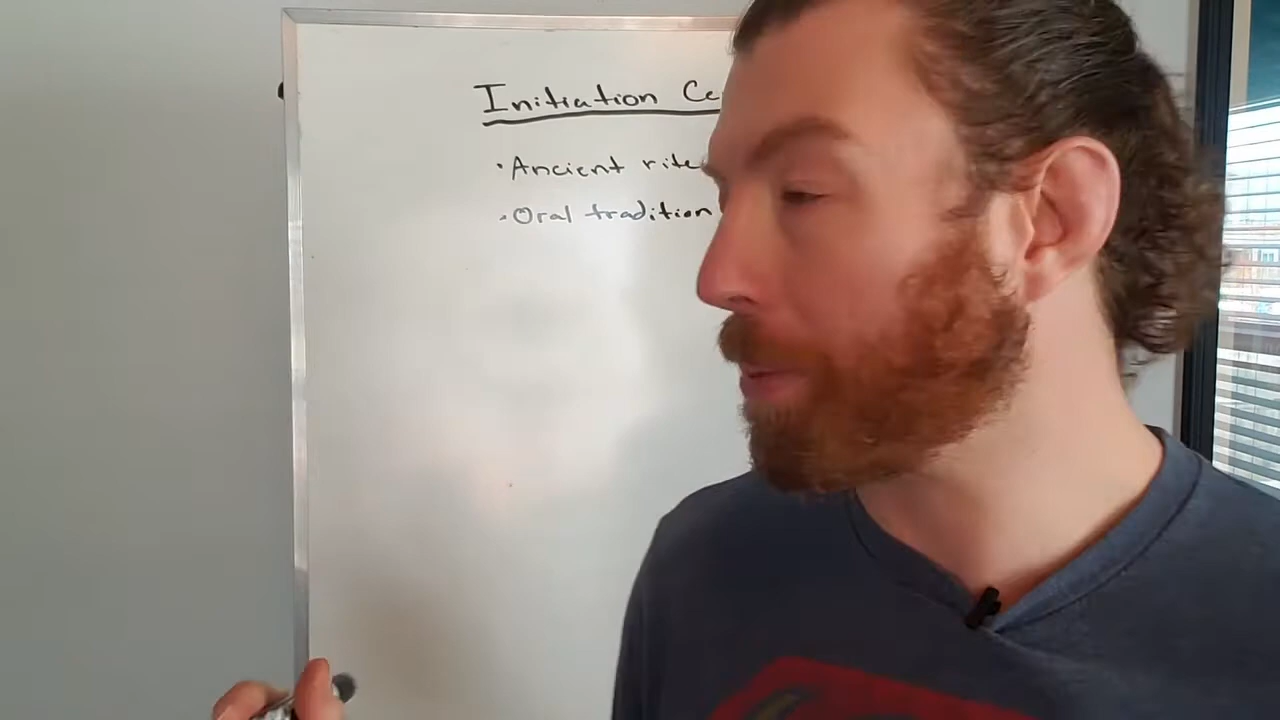 Initiation Ce
· Ancient rite
· Oral tradition